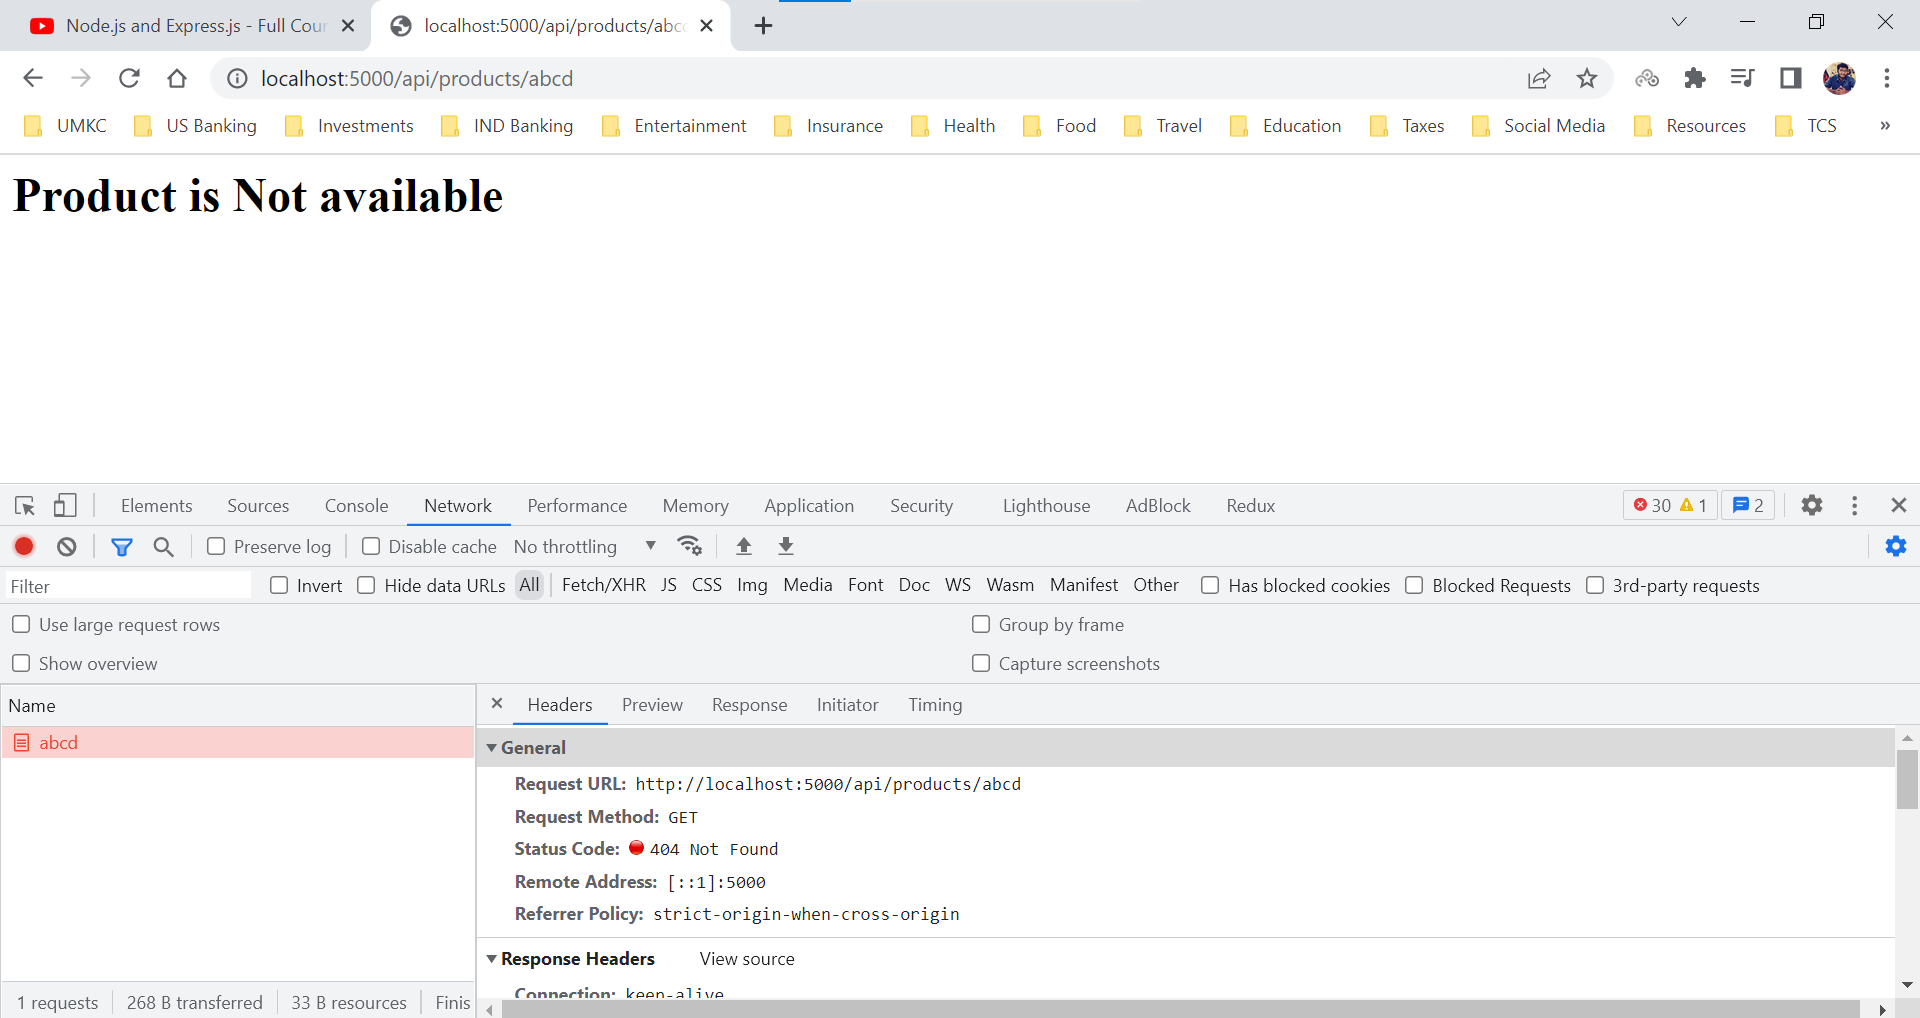 Node.js and Express.js - Full Cour
localhost:5000/api/products/abc
localhost:5000/api/products/abcd
UMKC US Banking Investments IND Banking Entertainment Insurance Health Food Travel Education Taxes Social Media Resources TCS »
Product is Not available
Elements Sources Console Network Performance Memory Application Security Lighthouse AdBlock Redux 30 1 2
Preserve log Disable cache No throttling
Filter Invert Hide data URLs All Fetch/XHR JS CSS Img Media Font Doc WS Wasm Manifest Other Has blocked cookies Blocked Requests 3rd-party requests
Use large request rows Group by frame
Show overview Capture screenshots
Name
Headers Preview Response Initiator Timing
abcd
General
Request URL: http://localhost:5000/api/products/abcd
Request Method: GET
Status Code: 404 Not Found
Remote Address: [::1]:5000
Referrer Policy: strict-origin-when-cross-origin
Response Headers View source
Connection: keep-alive
1 requests 268 B transferred 33 B resources Finis